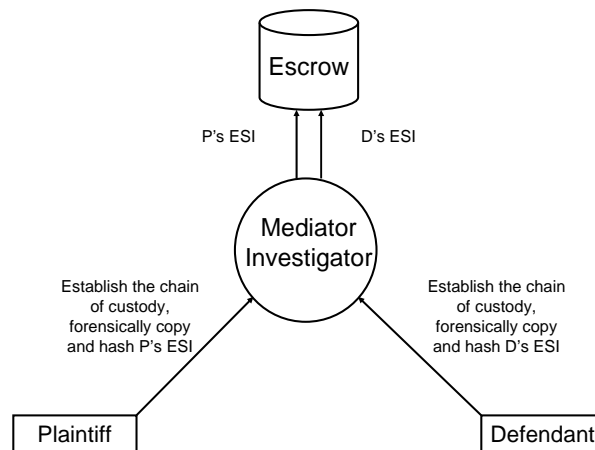 Escrow
P's ESI
D's ESI
Mediator
Investigator
Establish the chain
of custody,
forensically copy
and hash P's ESI
Establish the chain
of custody,
forensically copy
and hash D's ESI
Plaintiff
Defendant